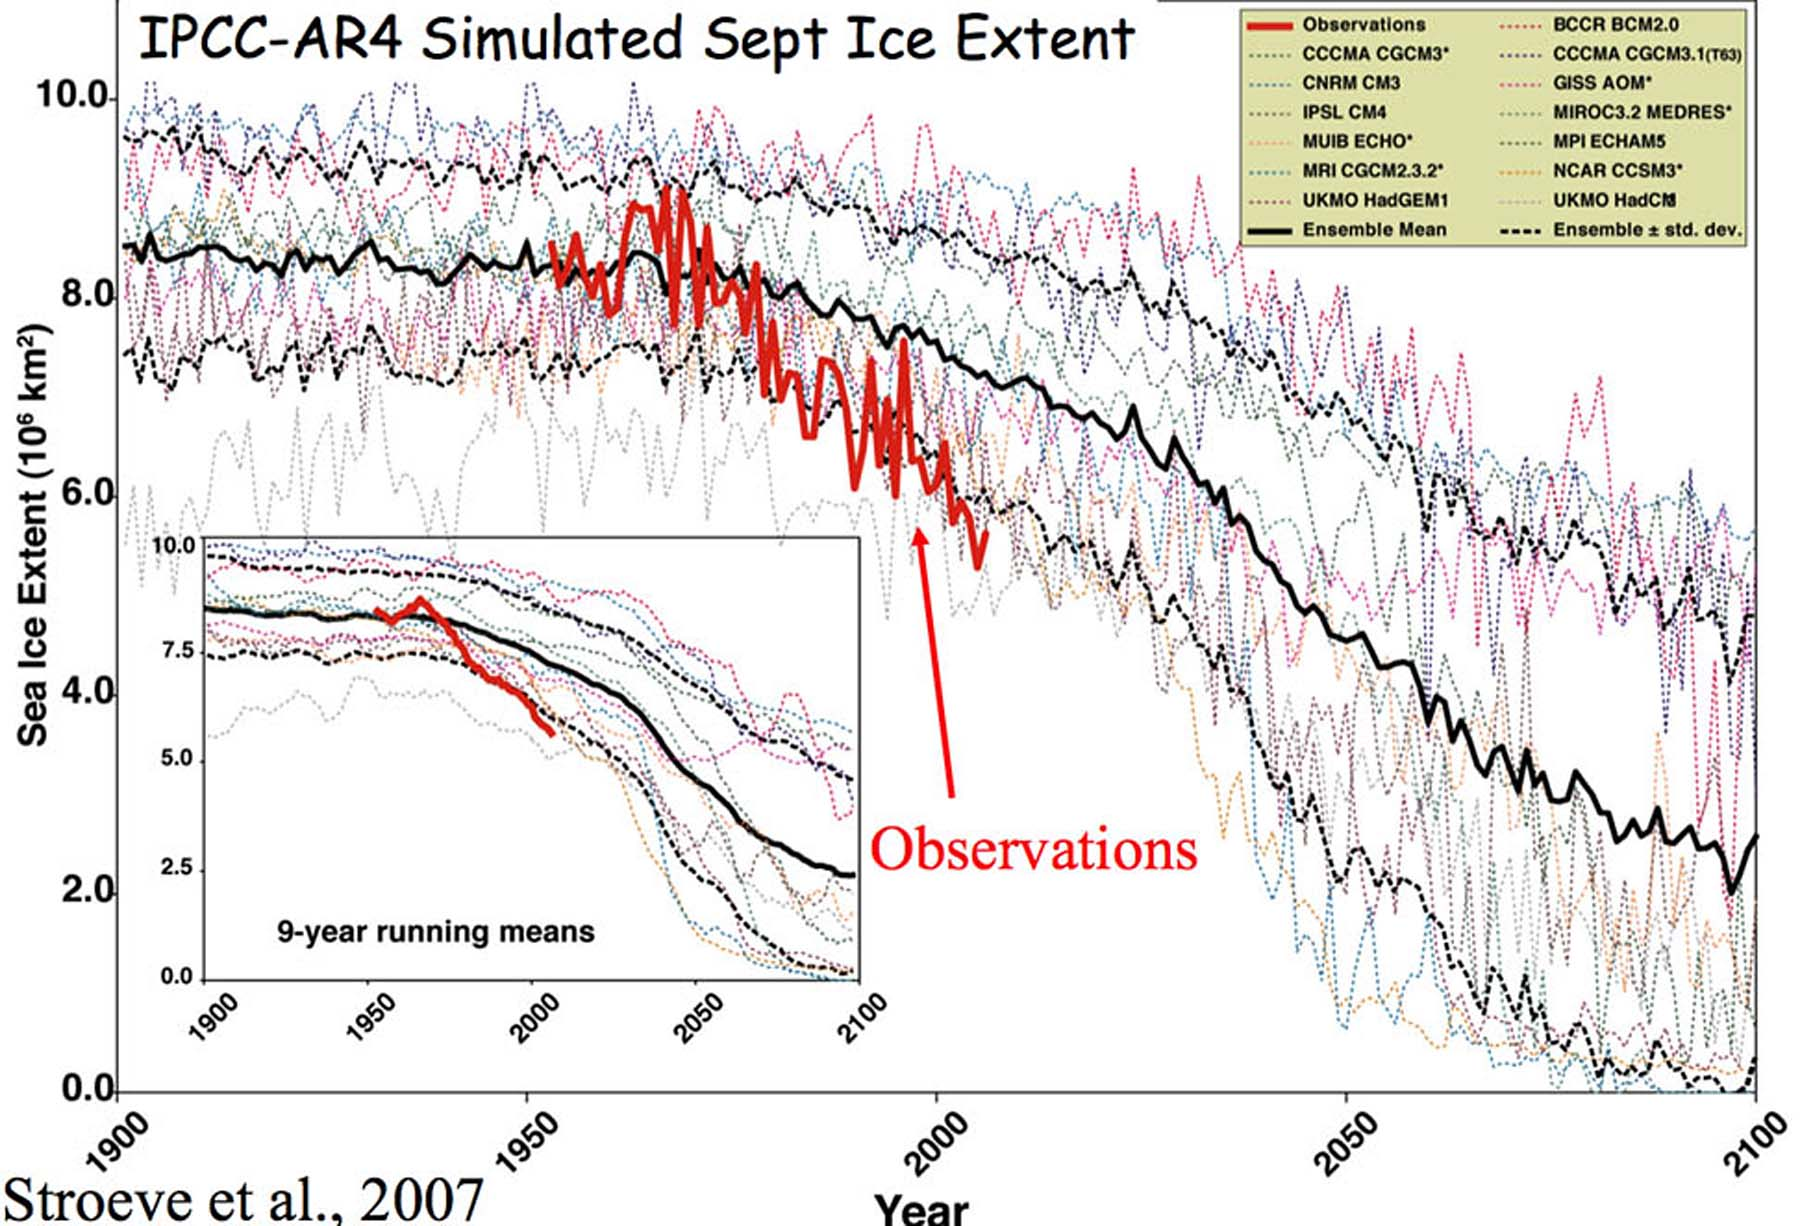 IPCC-AR4 Simulated Sept Ice Extent
Observations
BCCR BCM2.0
CCCMA CGCM3*
CCCMA CGCM3.1(T63)
CNRM CM3
GISS AOM*
IPSL CM4
MIROC3.2 MEDRES*
MUIB ECHO*
MPI ECHAM5
MRI CGCM2.3.2*
NCAR CCSM3*
UKMO HadGEM1
UKMO
Ensemble Mean
Ensemble ± std. dev.
Sea Ice Extent (10⁶ km²)
10.0
8.0
6.0
4.0
2.0
0.0
10.0
7.5
5.0
2.5
0.0
9-year running means
1900
1950
2000
2050
2100
Observations
1900
1950
2000
2050
2100
Year
Stroeve et al., 2007